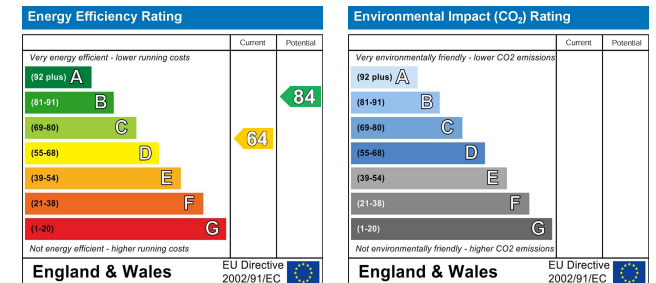 Energy Efficiency Rating
Current Potential
Very energy efficient - lower running costs
(92 plus) A
(81-91) B
(69-80) C
(55-68) D
(39-54) E
(21-38) F
(1-20) G
64
84
Not energy efficient - higher running costs
England & Wales
EU Directive
2002/91/EC
Environmental Impact (CO₂) Rating
Current Potential
Very environmentally friendly - lower CO2 emissions
(92 plus) A
(81-91) B
(69-80) C
(55-68) D
(39-54) E
(21-38) F
(1-20) G
Not environmentally friendly - higher CO2 emissions
England & Wales
EU Directive
2002/91/EC